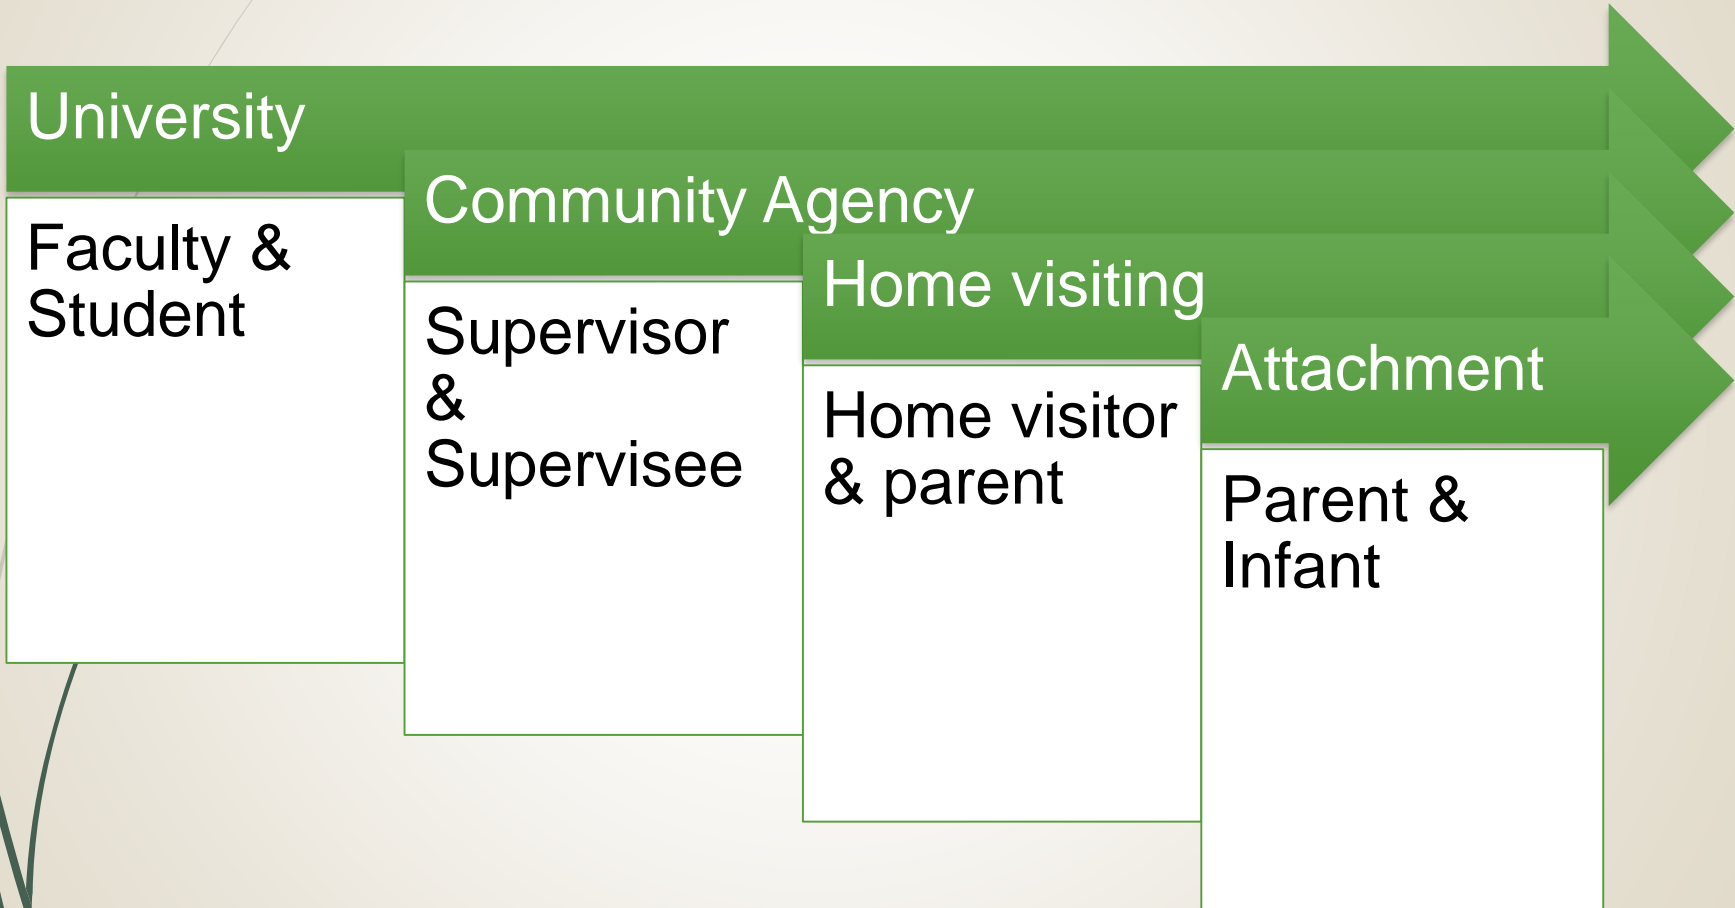 University
Faculty &
Student
Community Agency
Supervisor
&
Supervisee
Home visiting
Home visitor
& parent
Attachment
Parent &
Infant